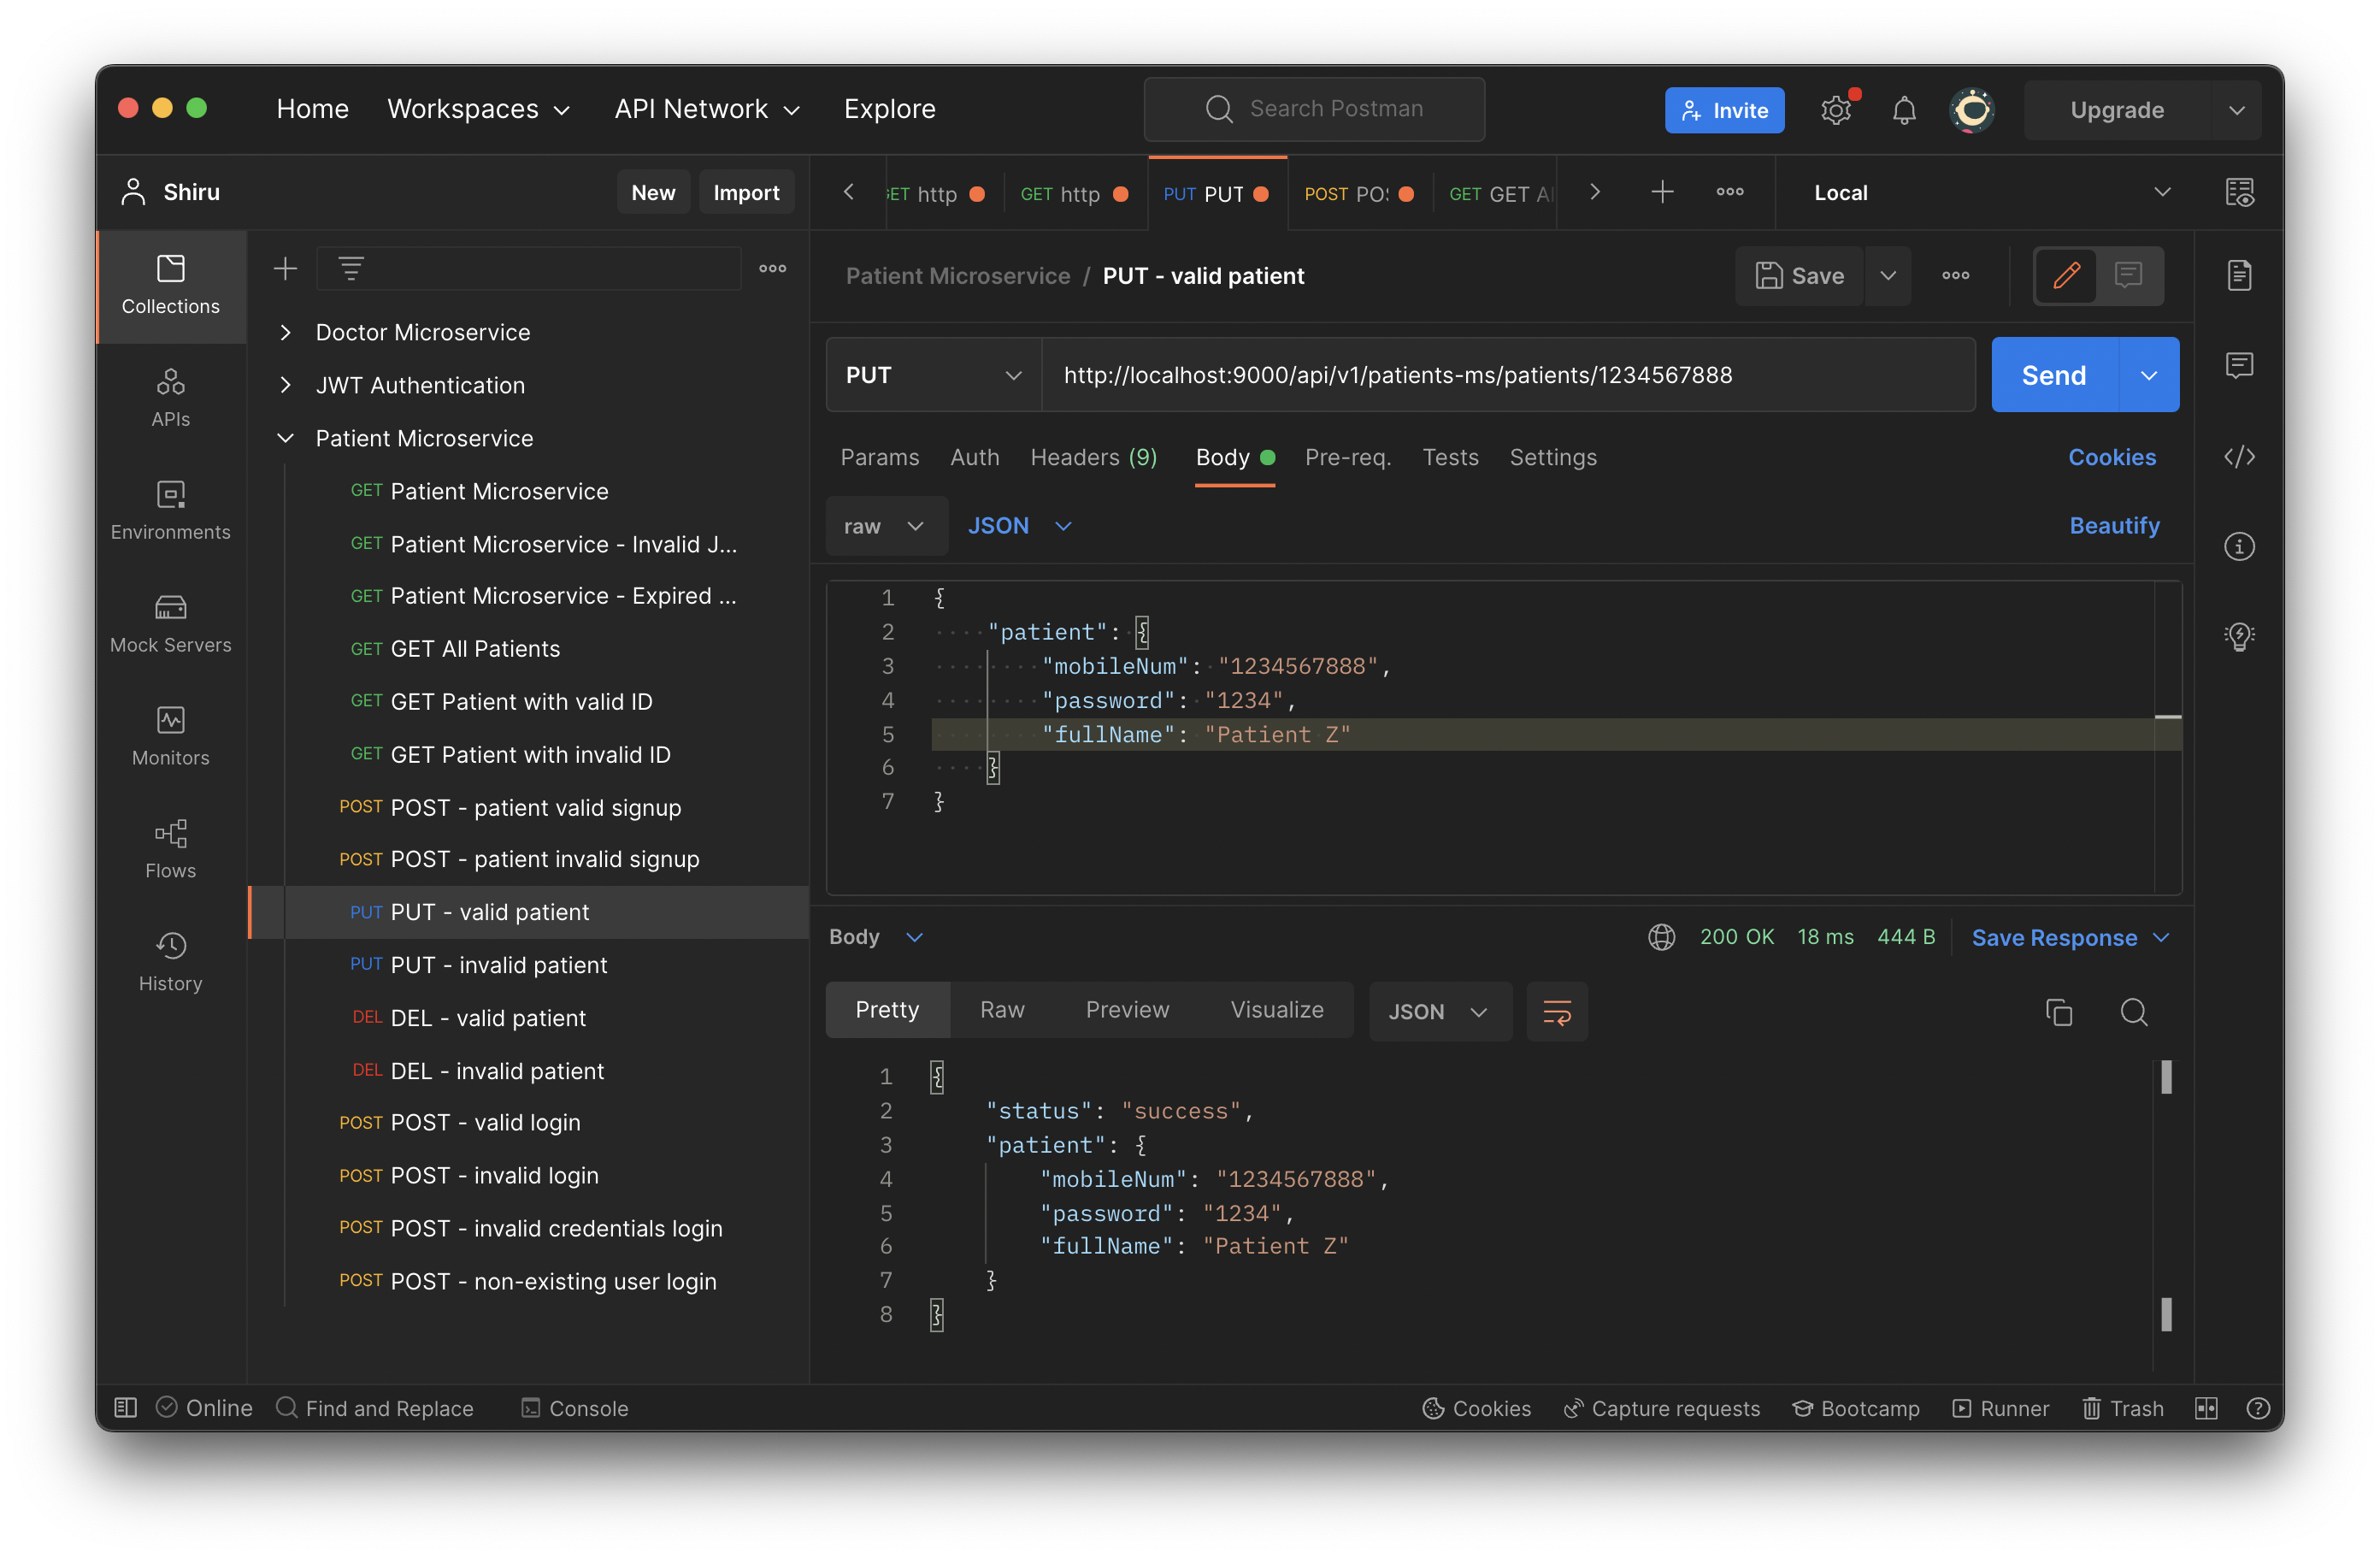 Home Workspaces API Network Explore Search Postman Invite Upgrade
Shiru New Import
ET http GET http PUT PUT POST PO GET GET Local
Collections
APIs
Environments
Mock Servers
Monitors
Flows
History
Doctor Microservice
JWT Authentication
Patient Microservice
GET Patient Microservice
GET Patient Microservice - Invalid J...
GET Patient Microservice - Expired ...
GET GET All Patients
GET GET Patient with valid ID
GET GET Patient with invalid ID
POST POST - patient valid signup
POST POST - patient invalid signup
PUT PUT - valid patient
PUT PUT - invalid patient
DEL DEL - valid patient
DEL DEL - invalid patient
POST POST - valid login
POST POST - invalid login
POST POST - invalid credentials login
POST POST - non-existing user login
Patient Microservice / PUT - valid patient Save
PUT http://localhost:9000/api/v1/patients-ms/patients/1234567888 Send
Params Auth Headers (9) Body Pre-req. Tests Settings Cookies
raw JSON Beautify
1 {
2 "patient": {
3 "mobileNum": "1234567888",
4 "password": "1234",
5 "fullName": "Patient Z"
6 }
7 }
Body 200 OK 18 ms 444 B Save Response
Pretty Raw Preview Visualize JSON
1 {
2 "status": "success",
3 "patient": {
4 "mobileNum": "1234567888",
5 "password": "1234",
6 "fullName": "Patient Z"
7 }
8 }
Online Find and Replace Console Cookies Capture requests Bootcamp Runner Trash